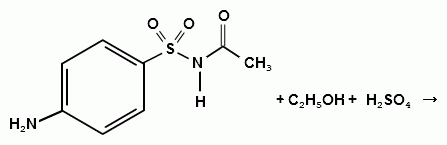 O O O
S
N CH₃
H
H₂N
+ C₂H₅OH + H₂SO₄ →